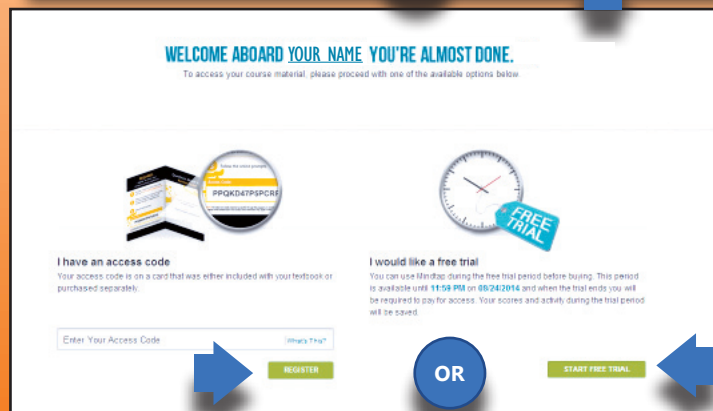 WELCOME ABOARD YOUR NAME YOU'RE ALMOST DONE.
To access your course material, please proceed with one of the available options below.
Follow the online prompts
PPQKD47PSPCRF
FREE
TRIAL
I have an access code
Your access code is on a card that was either included with your textbook or
purchased separately.
Enter Your Access Code
What's This?
REGISTER
I would like a free trial
You can use Mindtap during the free trial period before buying. This period
is available until 11:59 PM on 08/24/2014 and when the trial ends you will
be required to pay for access. Your scores and activity during the trial period
will be saved.
OR
START FREE TRIAL